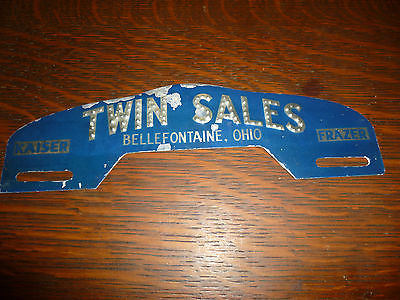 TWIN SALES
BELLEFONTAINE, OHIO
KAISER
FRAZER